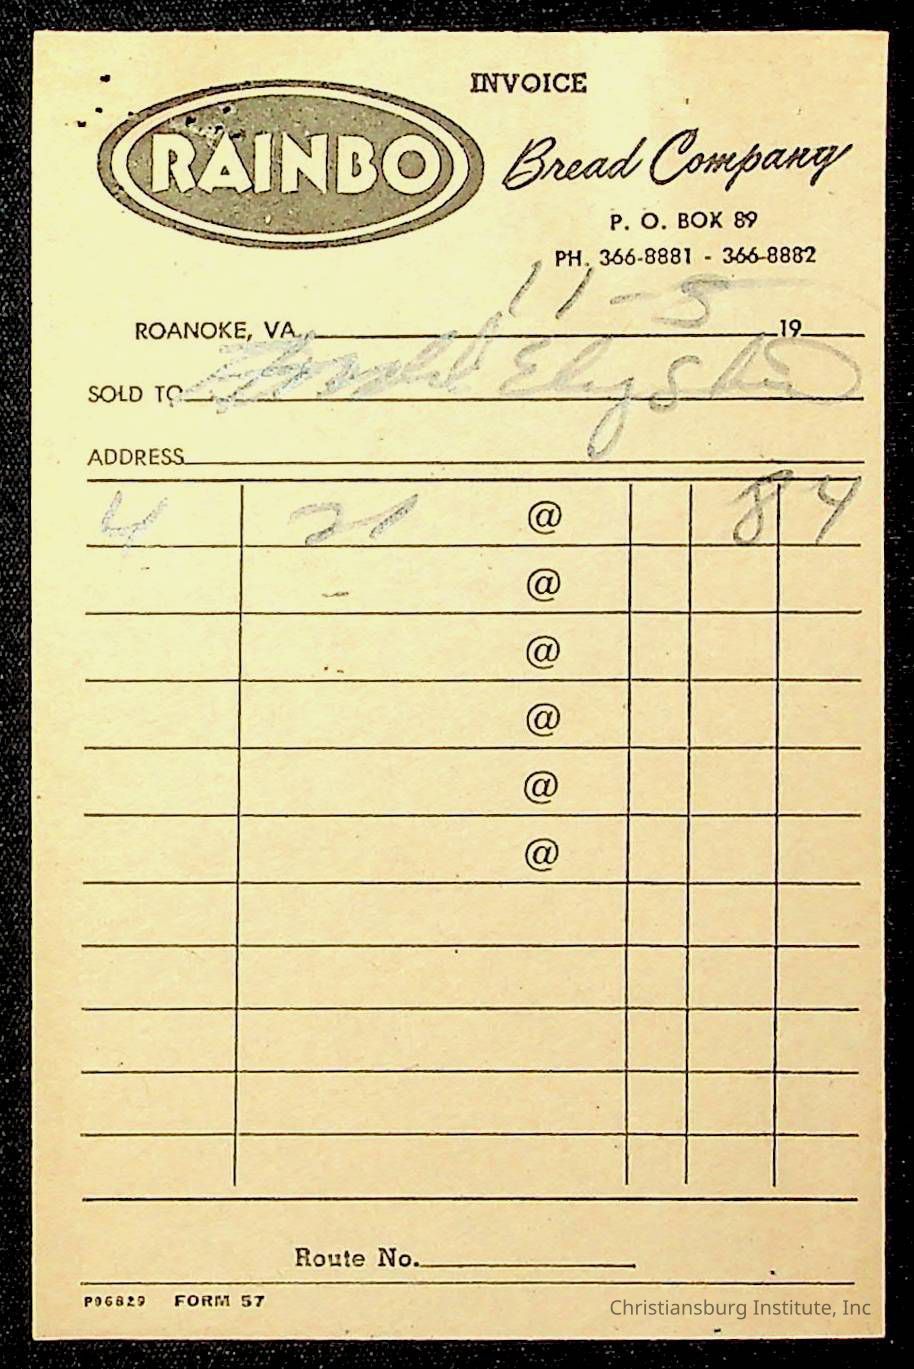 INVOICE
RAINBO
Bread Company
P. O. BOX 89
PH. 366-8881 - 366-8882
11-5
ROANOKE, VA. 19
SOLD TO
ADDRESS
4 21 @ 84
@
@
@
@
@
Route No.
P06829 FORM 57
Christiansburg Institute, Inc